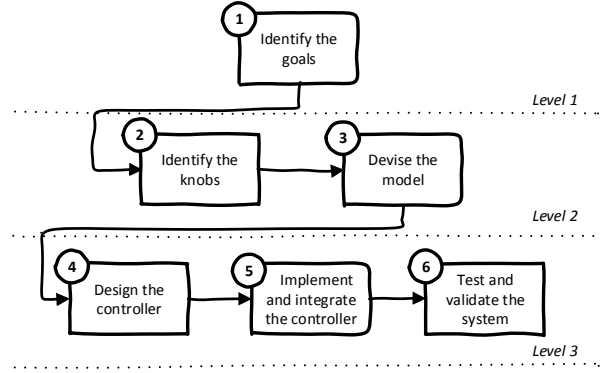 1
Identify the
goals
Level 1
2
Identify the
knobs
3
Devise the
model
Level 2
4
Design the
controller
5
Implement
and integrate
the controller
6
Test and
validate the
system
Level 3